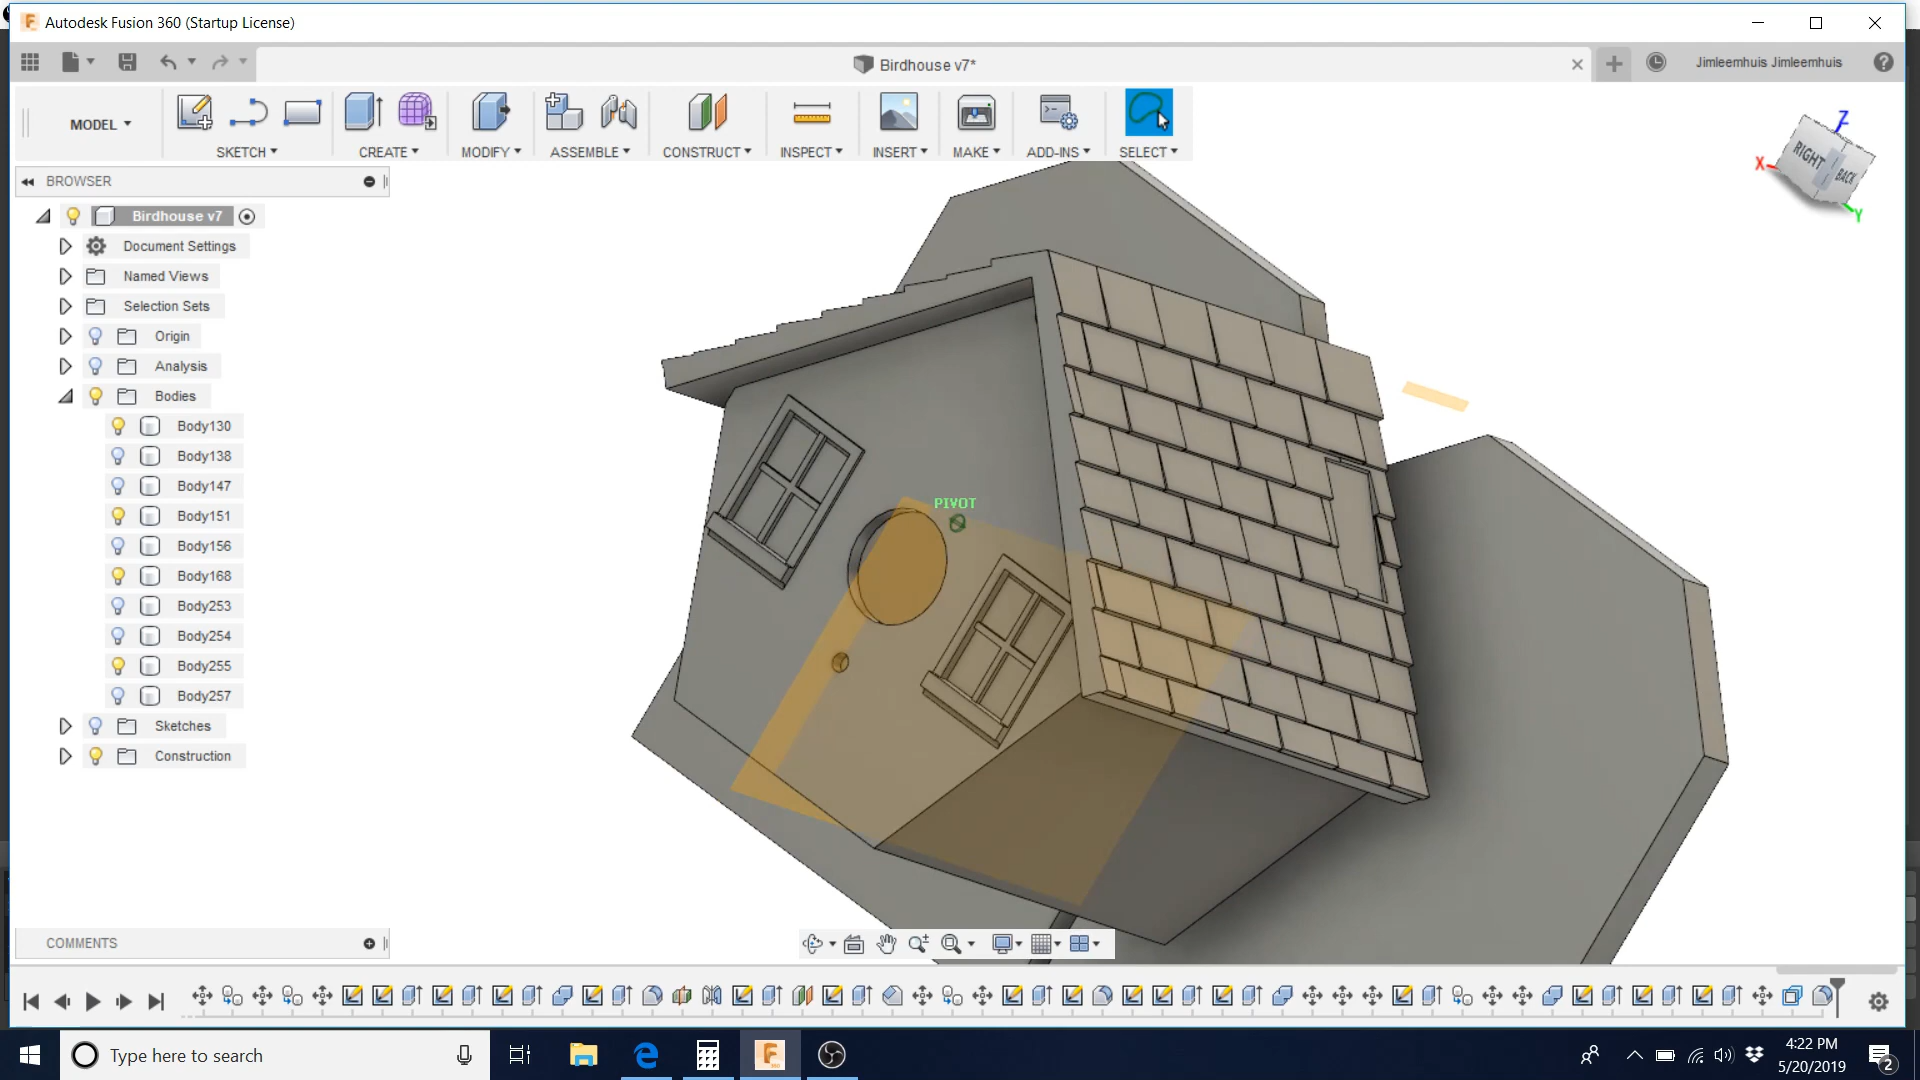 Autodesk Fusion 360 (Startup License)
Birdhouse v7*
Jimleemhuis Jimleemhuis
MODEL
SKETCH
CREATE
MODIFY
ASSEMBLE
CONSTRUCT
INSPECT
INSERT
MAKE
ADD-INS
SELECT
BROWSER
Birdhouse v7
Document Settings
Named Views
Selection Sets
Origin
Analysis
Bodies
Body130
Body138
Body147
Body151
Body156
Body168
Body253
Body254
Body255
Body257
Sketches
Construction
Z
X
RIGHT
BACK
Y
PIVOT
COMMENTS
Type here to search
4:22 PM
5/20/2019
2